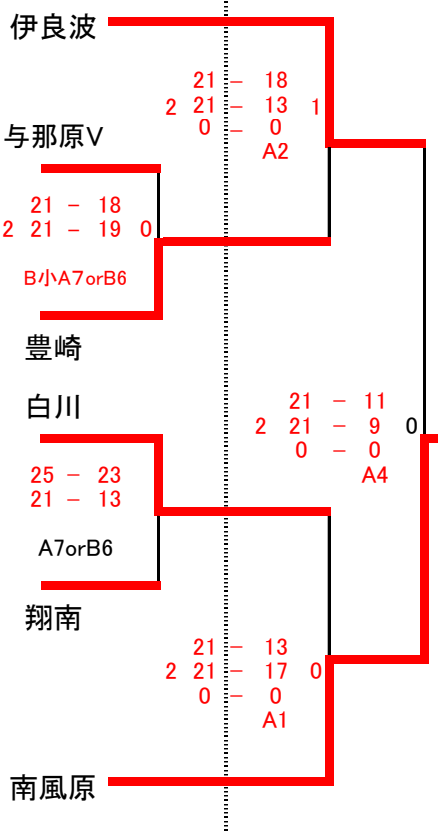 伊良波
21 － 18
2 21 － 13 1
0 － 0
A2
与那原V
21 － 18
2 21 － 19 0
B小A7orB6
豊崎
白川
21 － 11
2 21 － 9 0
0 － 0
A4
25 － 23
21 － 13
A7orB6
翔南
21 － 13
2 21 － 17 0
0 － 0
A1
南風原